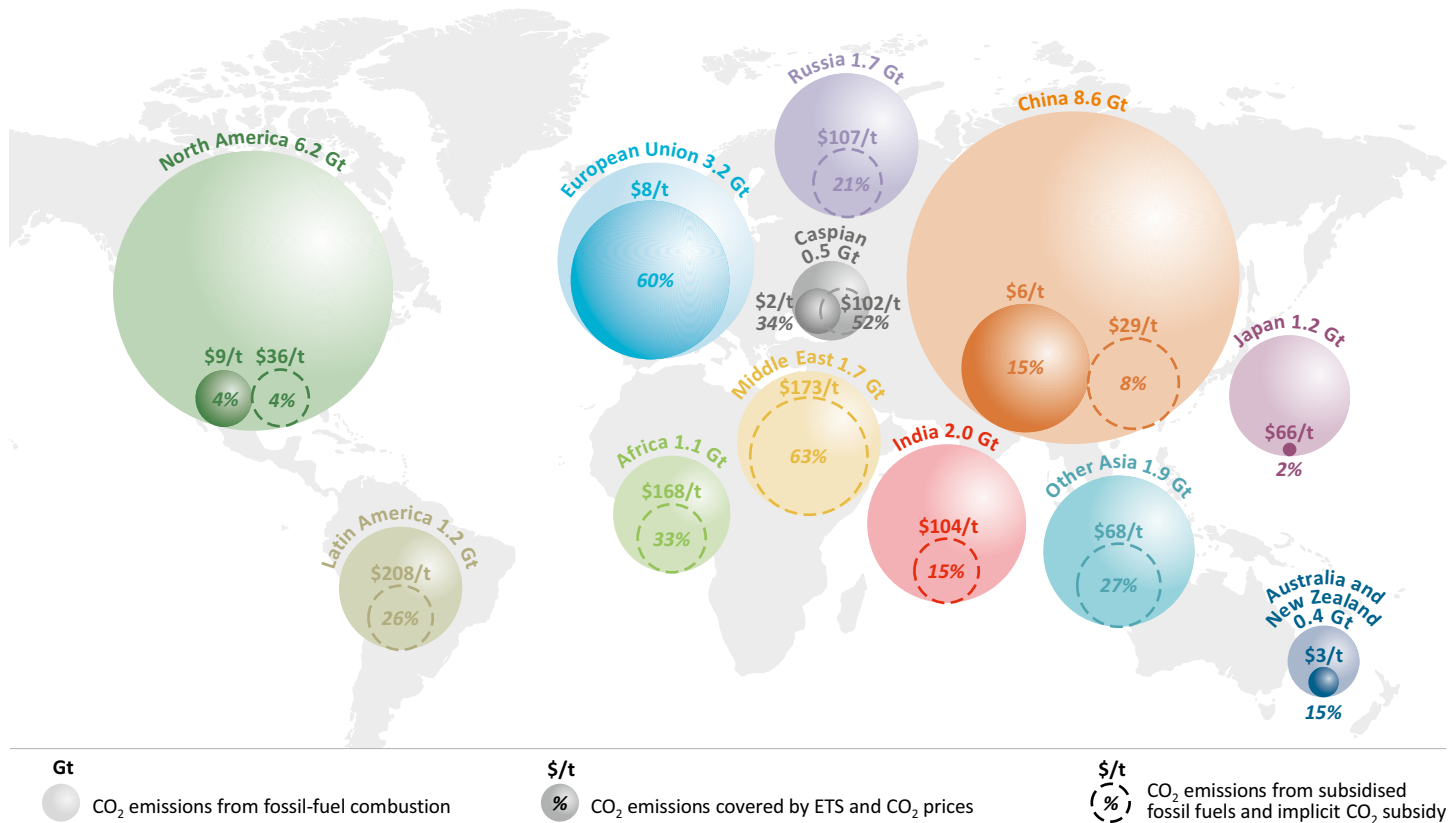 North America 6.2 Gt
$9/t
4%
$36/t
4%
Latin America 1.2 Gt
$208/t
26%
European Union 3.2 Gt
$8/t
60%
Russia 1.7 Gt
$107/t
21%
Caspian
0.5 Gt
$2/t
34%
$102/t
52%
Middle East 1.7 Gt
$173/t
63%
Africa 1.1 Gt
$168/t
33%
China 8.6 Gt
$6/t
15%
$29/t
8%
India 2.0 Gt
$104/t
15%
Other Asia 1.9 Gt
$68/t
27%
Japan 1.2 Gt
$66/t
2%
Australia and
New Zealand
0.4 Gt
$3/t
15%
Gt
CO₂ emissions from fossil-fuel combustion
$/t
%
CO₂ emissions covered by ETS and CO₂ prices
$/t
%
CO₂ emissions from subsidised
fossil fuels and implicit CO₂ subsidy